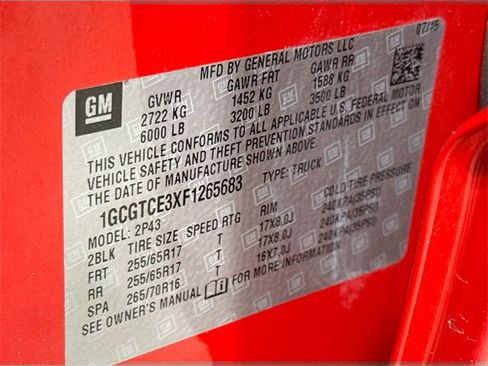 07/15
MFD BY GENERAL MOTORS LLC
GM
GVWR GAWR FRT GAWR RR
2722 KG 1452 KG 1588 KG
6000 LB 3200 LB 3500 LB
THIS VEHICLE CONFORMS TO ALL APPLICABLE U.S. FEDERAL MOTOR
VEHICLE SAFETY AND THEFT PREVENTION STANDARDS IN EFFECT ON
THE DATE OF MANUFACTURE SHOWN ABOVE.
1GCGTCE3XF1265683 TYPE: TRUCK
MODEL: 2P43
2BLK TIRE SIZE SPEED RTG RIM COLD TIRE PRESSURE
FRT 255/65R17 T 17X8.0J 240KPA(35PSI)
RR 255/65R17 T 17X8.0J 240KPA(35PSI)
SPA 265/70R16 T 16X7.0J 240KPA(35PSI)
SEE OWNER'S MANUAL FOR MORE INFORMATION